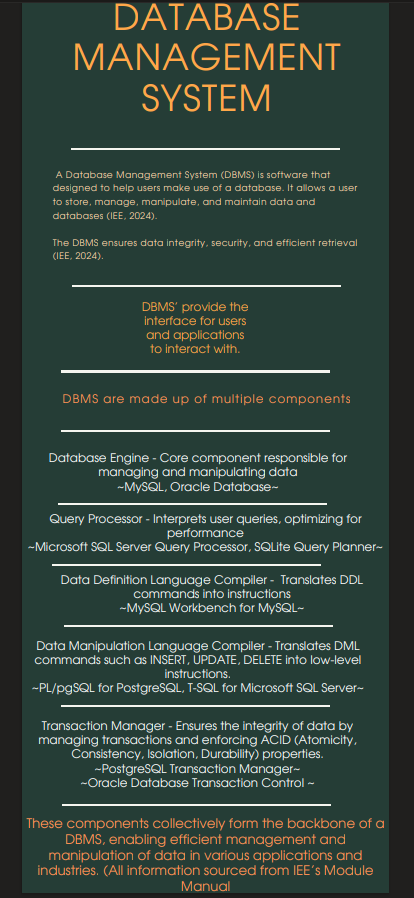 DATABASE
MANAGEMENT
SYSTEM
A Database Management System (DBMS) is software that
designed to help users make use of a database. It allows a user
to store, manage, manipulate, and maintain data and
databases (IEE, 2024).
The DBMS ensures data integrity, security, and efficient retrieval
(IEE, 2024).
DBMS’ provide the
interface for users
and applications
to interact with.
DBMS are made up of multiple components
Database Engine - Core component responsible for
managing and manipulating data
~MySQL, Oracle Database~
Query Processor - Interprets user queries, optimizing for
performance
~Microsoft SQL Server Query Processor, SQLite Query Planner~
Data Definition Language Compiler - Translates DDL
commands into instructions
~MySQL Workbench for MySQL~
Data Manipulation Language Compiler - Translates DML
commands such as INSERT, UPDATE, DELETE into low-level
instructions.
~PL/pgSQL for PostgreSQL, T-SQL for Microsoft SQL Server~
Transaction Manager - Ensures the integrity of data by
managing transactions and enforcing ACID (Atomicity,
Consistency, Isolation, Durability) properties.
~PostgreSQL Transaction Manager~
~Oracle Database Transaction Control ~
These components collectively form the backbone of a
DBMS, enabling efficient management and
manipulation of data in various applications and
industries. (All information sourced from IEE’s Module
Manual